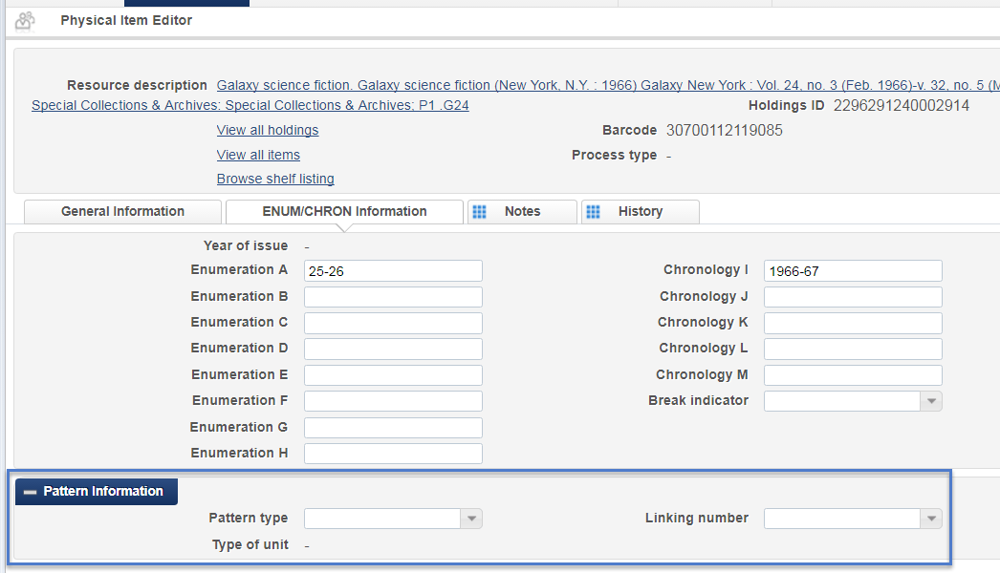 Physical Item Editor
Resource description Galaxy science fiction. Galaxy science fiction (New York, N.Y. : 1966) Galaxy New York : Vol. 24, no. 3 (Feb. 1966)-v. 32, no. 5 (M
Special Collections & Archives: Special Collections & Archives; P1 .G24 Holdings ID 2296291240002914
View all holdings Barcode 30700112119085
View all items Process type -
Browse shelf listing
General Information ENUM/CHRON Information Notes History
Year of issue -
Enumeration A 25-26 Chronology I 1966-67
Enumeration B Chronology J
Enumeration C Chronology K
Enumeration D Chronology L
Enumeration E Chronology M
Enumeration F Break indicator
Enumeration G
Enumeration H
Pattern Information
Pattern type Linking number
Type of unit -